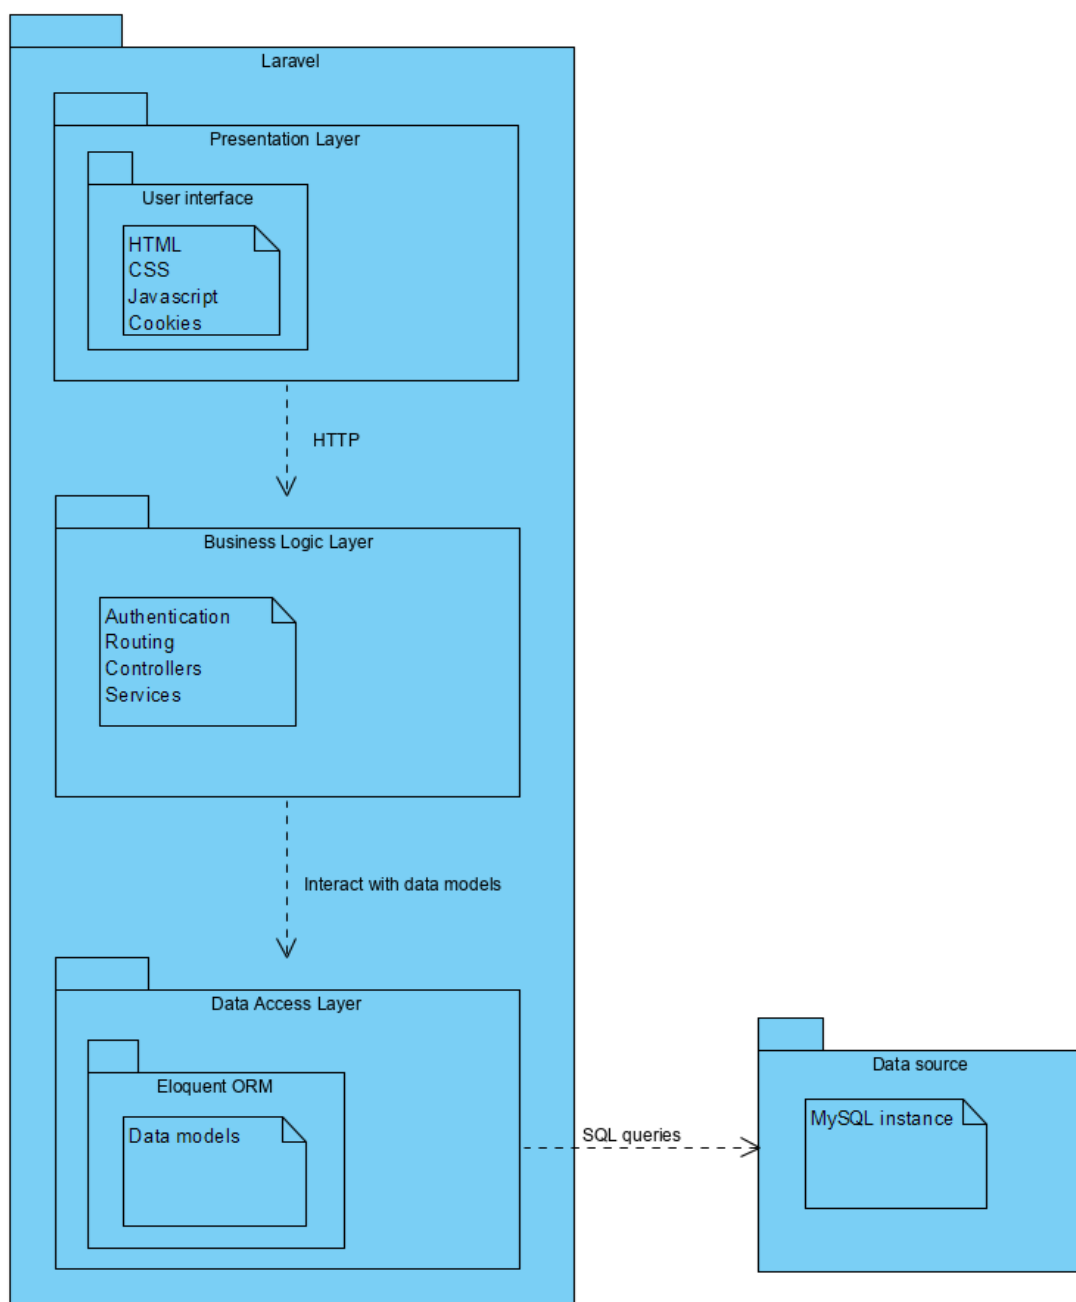 Laravel
Presentation Layer
User interface
HTML
CSS
Javascript
Cookies
HTTP
Business Logic Layer
Authentication
Routing
Controllers
Services
Interact with data models
Data Access Layer
Eloquent ORM
Data models
SQL queries
Data source
MySQL instance